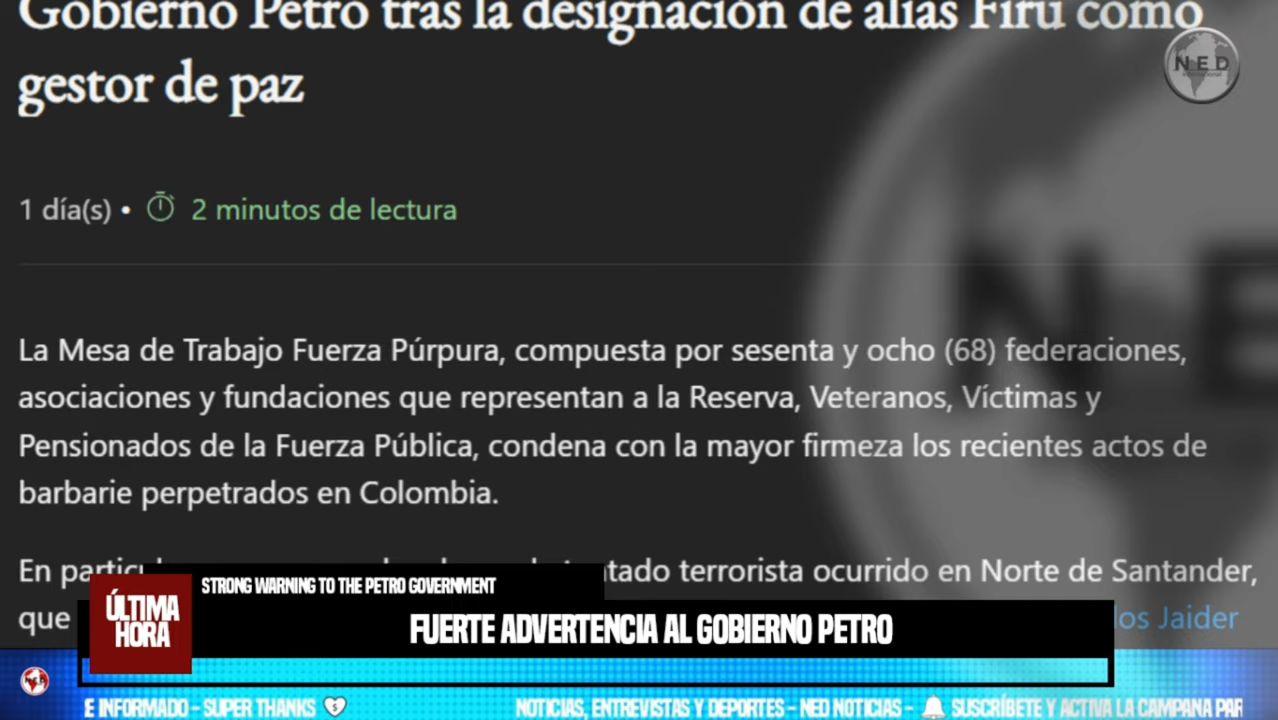 Gobierno Petro tras la designación de alias Firu como
gestor de paz
NED
1 día(s) • 2 minutos de lectura
La Mesa de Trabajo Fuerza Púrpura, compuesta por sesenta y ocho (68) federaciones,
asociaciones y fundaciones que representan a la Reserva, Veteranos, Víctimas y
Pensionados de la Fuerza Pública, condena con la mayor firmeza los recientes actos de
barbarie perpetrados en Colombia.
En terrorista ocurrido en Norte de Santander,
que Jaider
STRONG WARNING TO THE PETRO GOVERNMENT
ÚLTIMA
HORA
FUERTE ADVERTENCIA AL GOBIERNO PETRO
E INFORMADO - SUPER THANKS NOTICIAS, ENTREVISTAS Y DEPORTES - NED NOTICIAS - SUSCRÍBETE Y ACTIVA LA CAMPANA PAR